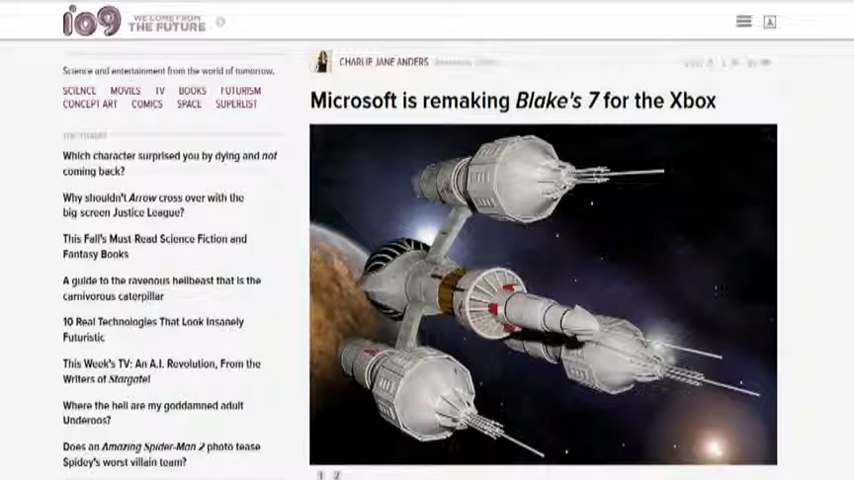 io9 WE COME FROM
THE FUTURE
Science and entertainment from the world of tomorrow.
SCIENCE MOVIES TV BOOKS FUTURISM
CONCEPT ART COMICS SPACE SUPERLIST
Which character surprised you by dying and not
coming back?
Why shouldn't Arrow cross over with the
big screen Justice League?
This Fall's Must Read Science Fiction and
Fantasy Books
A guide to the ravenous hellbeast that is the
carnivorous caterpillar
10 Real Technologies That Look Insanely
Futuristic
This Week's TV: An A.I. Revolution, From the
Writers of Stargate!
Where the hell are my goddamned adult
Underoos?
Does an Amazing Spider-Man 2 photo tease
Spidey's worst villain team?
CHARLIE JANE ANDERS
Microsoft is remaking Blake's 7 for the Xbox
1 2